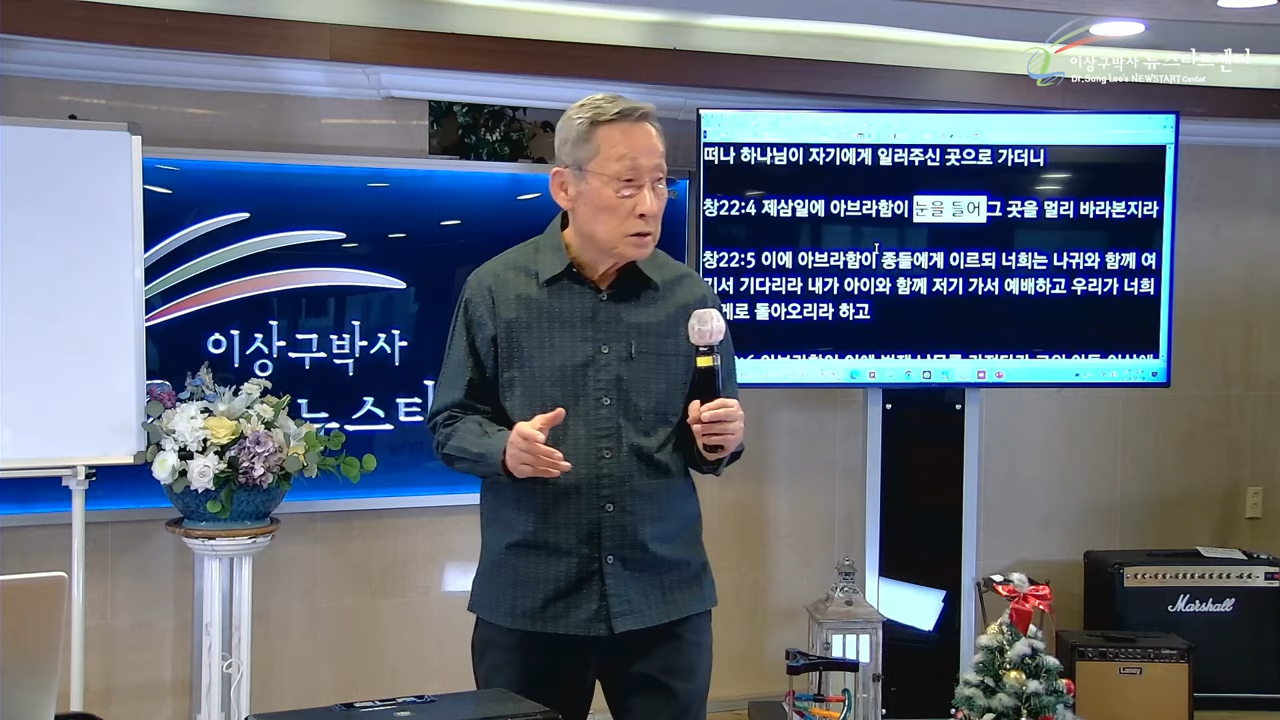 이상구박사 뉴스타트센터
Dr. Sang Lee's NEWSTART Center
떠나 하나님이 자기에게 일러주신 곳으로 가더니
창22:4 제삼일에 아브라함이 눈을 들어 그 곳을 멀리 바라본지라
창22:5 이에 아브라함이 종들에게 이르되 너희는 나귀와 함께 여
기서 기다리라 내가 아이와 함께 저기 가서 예배하고 우리가 너희
게로 돌아오리라 하고
이상구박사
뉴스타
Marshall
Laney